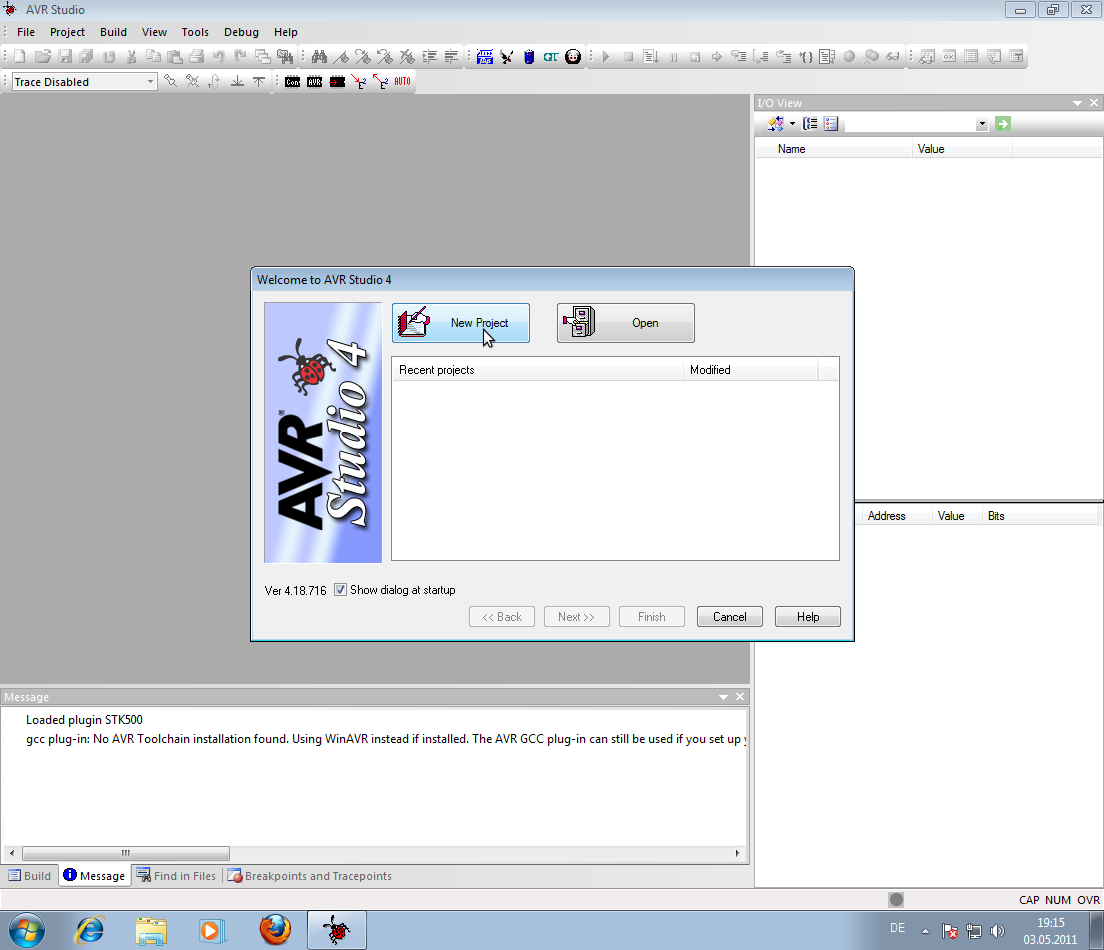 AVR Studio
File Project Build View Tools Debug Help
Trace Disabled
Con AVR AUTO
I/O View
Name Value
Welcome to AVR Studio 4
New Project Open
Recent projects Modified
AVR Studio 4
Ver 4.18.716 Show dialog at startup
<< Back Next >> Finish Cancel Help
Address Value Bits
Message
Loaded plugin STK500
gcc plug-in: No AVR Toolchain installation found. Using WinAVR instead if installed. The AVR GCC plug-in can still be used if you set up
Build Message Find in Files Breakpoints and Tracepoints
CAP NUM OVR
DE 19:15
03.05.2011